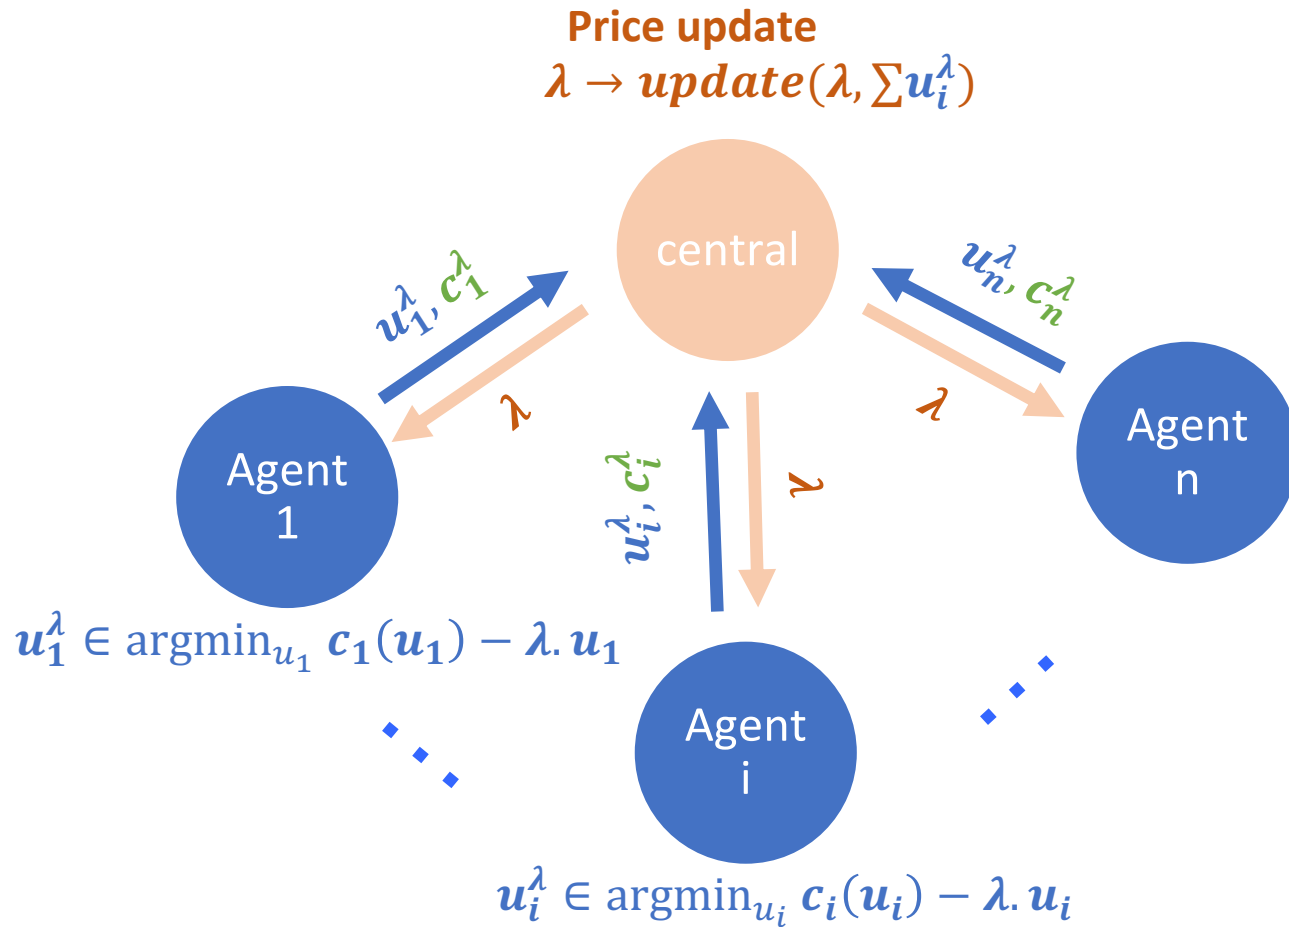 Price update
λ → update(λ, ∑u_i^λ)
central
u_1^λ, c_1^λ
λ
u_n^λ, c_n^λ
λ
u_i^λ, c_i^λ
λ
Agent
1
Agent
n
u_1^λ ∈ argmin_{u_1} c_1(u_1) − λ. u_1
Agent
i
u_i^λ ∈ argmin_{u_i} c_i(u_i) − λ. u_i